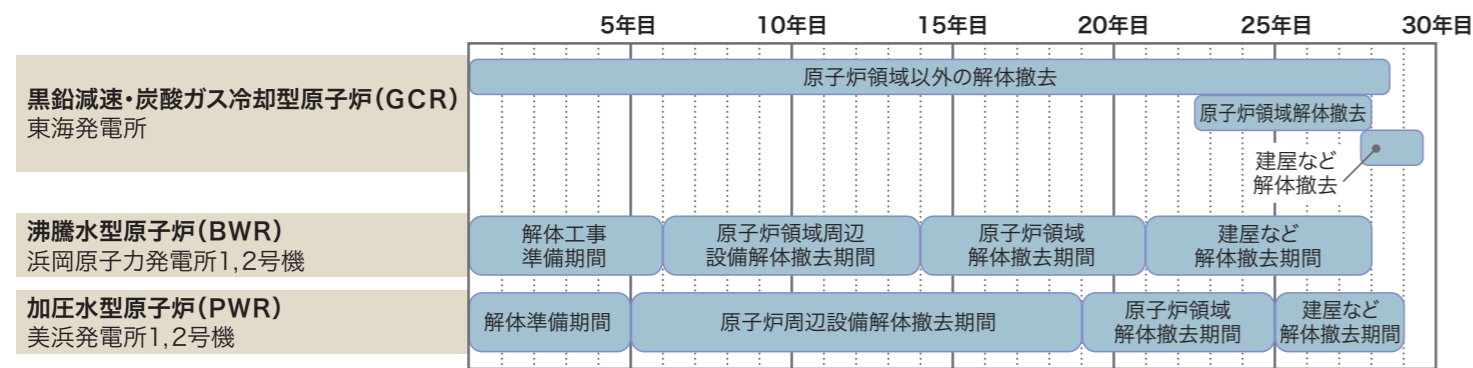 5年目 10年目 15年目 20年目 25年目 30年目
黒鉛減速・炭酸ガス冷却型原子炉（GCR）
東海発電所
原子炉領域以外の解体撤去
原子炉領域解体撤去
建屋など
解体撤去
沸騰水型原子炉（BWR）
浜岡原子力発電所1,2号機
解体工事
準備期間
原子炉領域周辺
設備解体撤去期間
原子炉領域
解体撤去期間
建屋など
解体撤去期間
加圧水型原子炉（PWR）
美浜発電所1,2号機
解体準備期間
原子炉周辺設備解体撤去期間
原子炉領域
解体撤去期間
建屋など
解体撤去期間